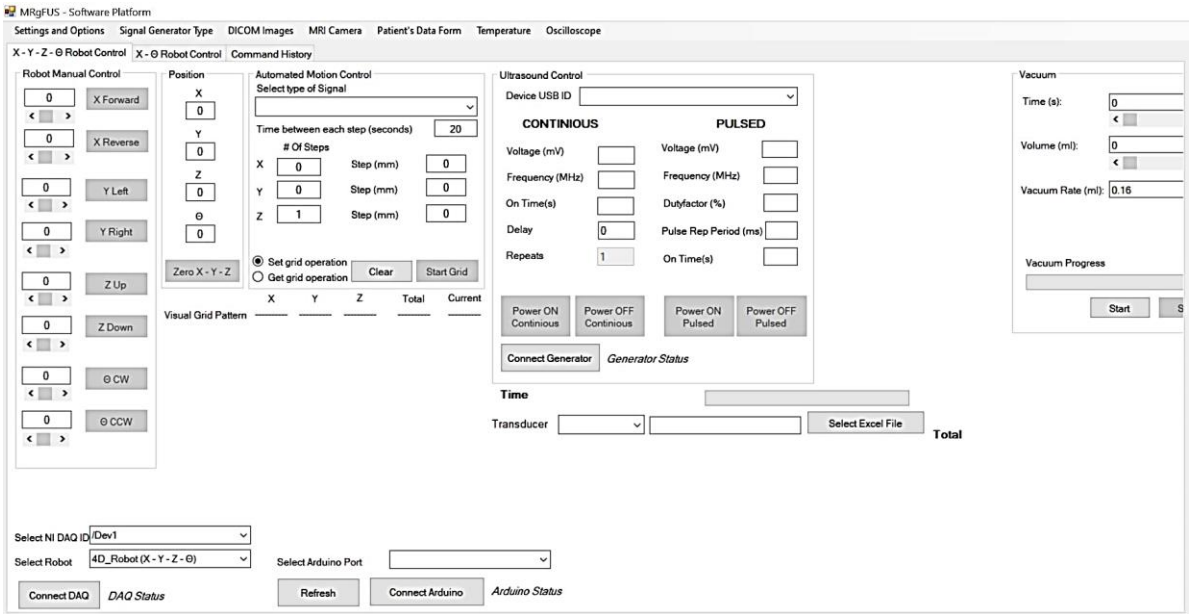 MRgFUS - Software Platform
Settings and Options Signal Generator Type DICOM Images MRI Camera Patient's Data Form Temperature Oscilloscope
X - Y - Z - Θ Robot Control X - Θ Robot Control Command History
Robot Manual Control
0 X Forward
0 X Reverse
0 Y Left
0 Y Right
0 Z Up
0 Z Down
0 Θ CW
0 Θ CCW
Position
X
0
Y
0
Z
0
Θ
0
Zero X - Y - Z
Automated Motion Control
Select type of Signal
Time between each step (seconds) 20
# Of Steps
X 0 Step (mm) 0
Y 0 Step (mm) 0
Z 1 Step (mm) 0
Set grid operation
Get grid operation
Clear Start Grid
X Y Z Total Current
Visual Grid Pattern
Ultrasound Control
Device USB ID
CONTINIOUS
Voltage (mV)
Frequency (MHz)
On Time(s)
Delay 0
Repeats 1
PULSED
Voltage (mV)
Frequency (MHz)
Dutyfactor (%)
Pulse Rep Period (ms)
On Time(s)
Power ON
Continious
Power OFF
Continious
Power ON
Pulsed
Power OFF
Pulsed
Connect Generator Generator Status
Time
Transducer Select Excel File
Total
Vacuum
Time (s): 0
Volume (ml): 0
Vacuum Rate (ml): 0.16
Vacuum Progress
Start S
Select NI DAQ ID /Dev1
Select Robot 4D_Robot (X - Y - Z - Θ)
Connect DAQ DAQ Status
Select Arduino Port
Refresh Connect Arduino Arduino Status